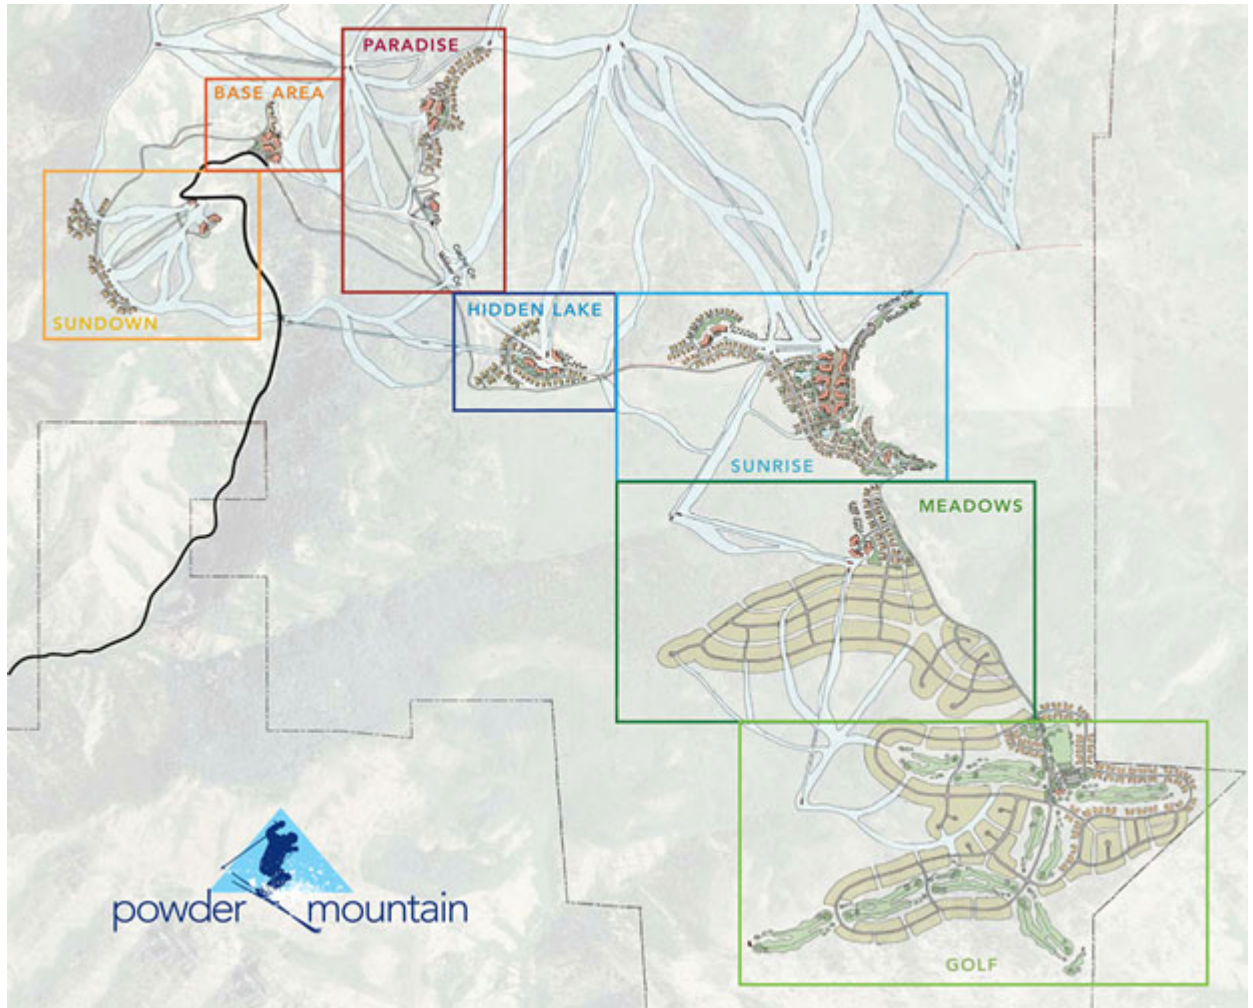 PARADISE
BASE AREA
SUNDOWN
HIDDEN LAKE
SUNRISE
MEADOWS
GOLF
powder mountain